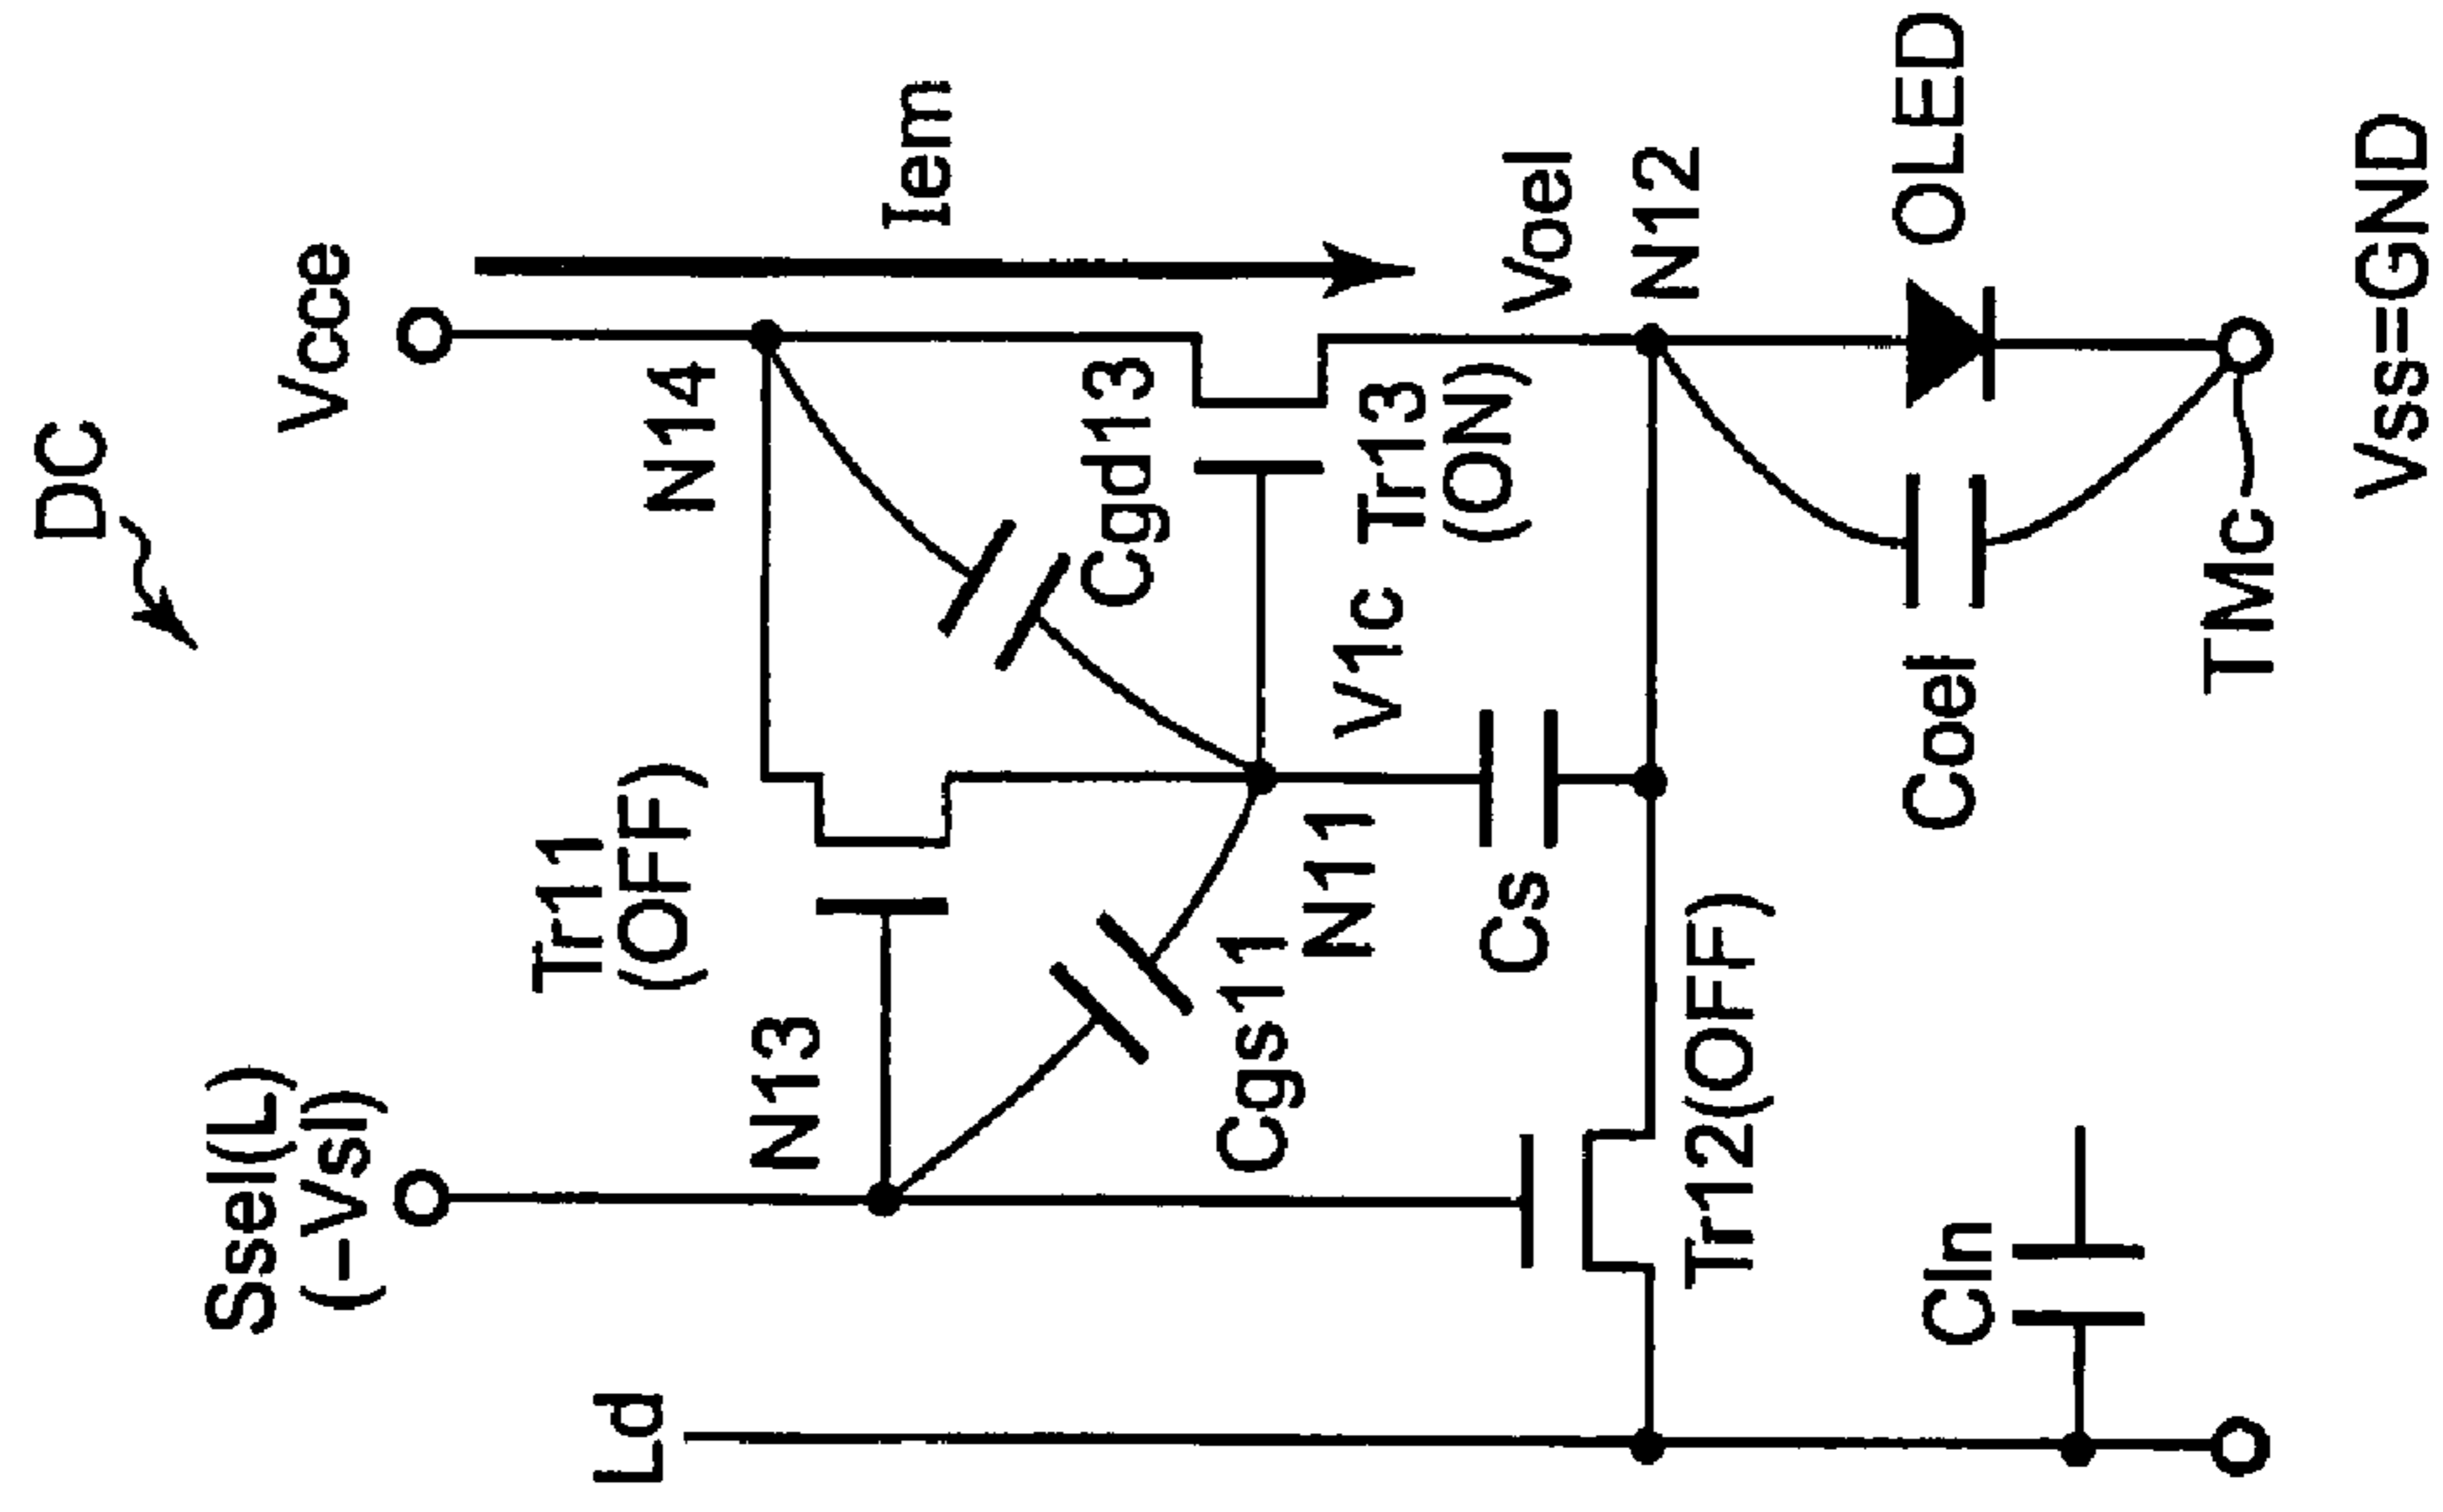 DC
Vcce
Iem
Ssel(L)
(−Vsl)
N14
Tr11
(OFF)
N13
Cgd13
Tr13
(ON)
V1c
Voel
N12
Cgs11
N11
Cs
Ld
Tr12(OFF)
OLED
Coel
Cln
TMc
Vss=GND